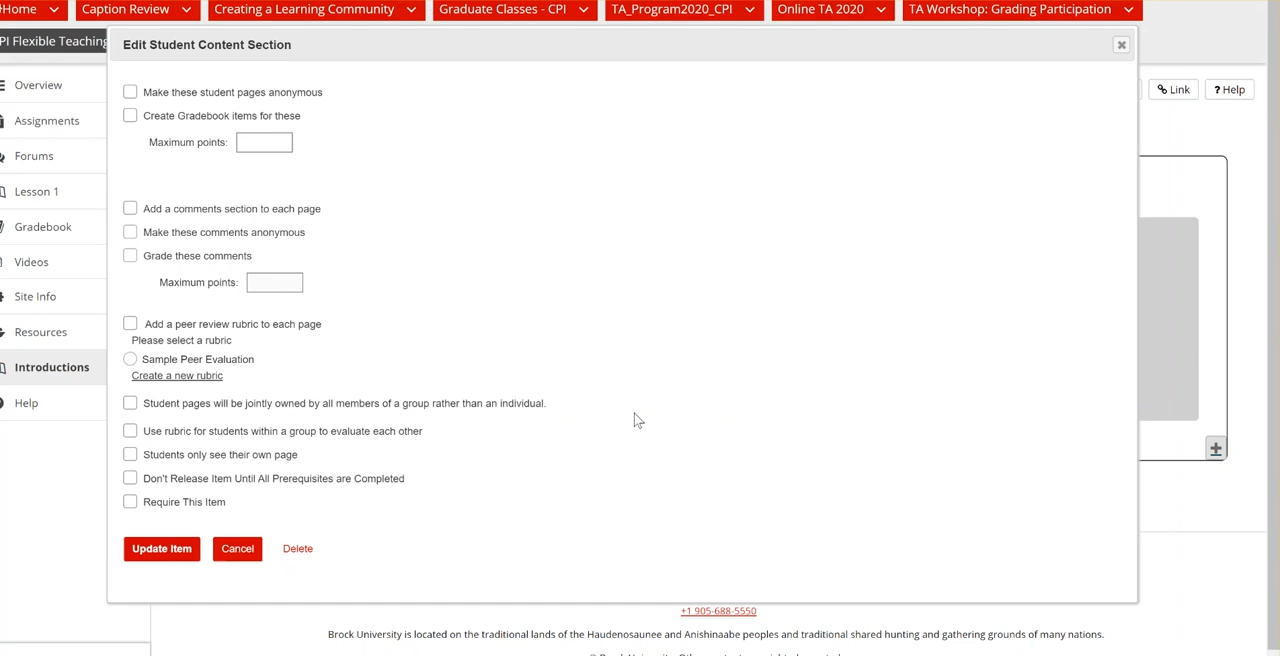 Home
Caption Review
Creating a Learning Community
Graduate Classes - CPI
TA_Program2020_CPI
Online TA 2020
TA Workshop: Grading Participation
PI Flexible Teaching
Edit Student Content Section
Link
? Help
Overview
Assignments
Forums
Lesson 1
Gradebook
Videos
Site Info
Resources
Introductions
Help
Make these student pages anonymous
Create Gradebook items for these
Maximum points:
Add a comments section to each page
Make these comments anonymous
Grade these comments
Maximum points:
Add a peer review rubric to each page
Please select a rubric
Sample Peer Evaluation
Create a new rubric
Student pages will be jointly owned by all members of a group rather than an individual.
Use rubric for students within a group to evaluate each other
Students only see their own page
Don't Release Item Until All Prerequisites are Completed
Require This Item
Update Item
Cancel
Delete
+1 905-688-5550
Brock University is located on the traditional lands of the Haudenosaunee and Anishinaabe peoples and traditional shared hunting and gathering grounds of many nations.